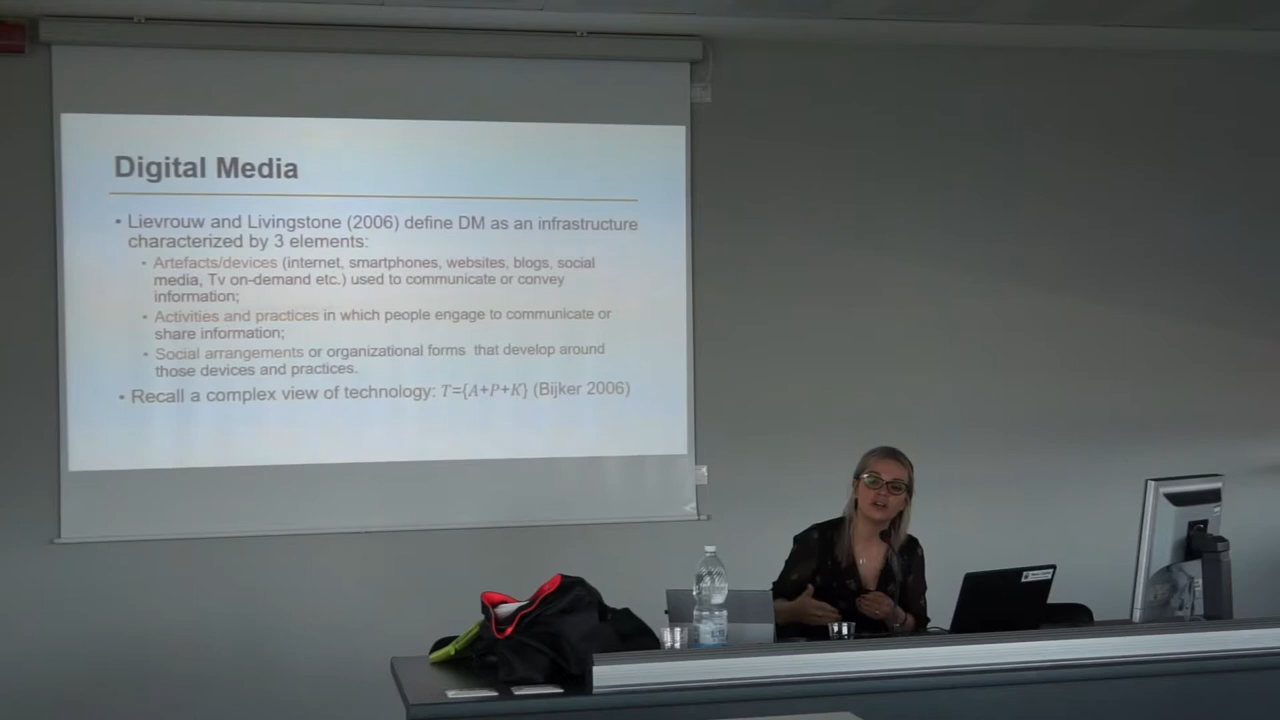 Digital Media
• Lievrouw and Livingstone (2006) define DM as an infrastructure
characterized by 3 elements:
• Artefacts/devices (internet, smartphones, websites, blogs, social
media, Tv on-demand etc.) used to communicate or convey
information;
• Activities and practices in which people engage to communicate or
share information;
• Social arrangements or organizational forms that develop around
those devices and practices.
• Recall a complex view of technology: T={A+P+K} (Bijker 2006)